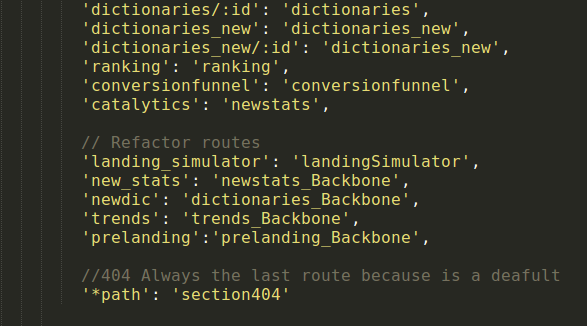 'dictionaries/:id': 'dictionaries',
'dictionaries_new': 'dictionaries_new',
'dictionaries_new/:id': 'dictionaries_new',
'ranking': 'ranking',
'conversionfunnel': 'conversionfunnel',
'catalytics': 'newstats',
// Refactor routes
'landing_simulator': 'landingSimulator',
'new_stats': 'newstats_Backbone',
'newdic': 'dictionaries_Backbone',
'trends': 'trends_Backbone',
'prelanding':'prelanding_Backbone',
//404 Always the last route because is a deafult
'*path': 'section404'